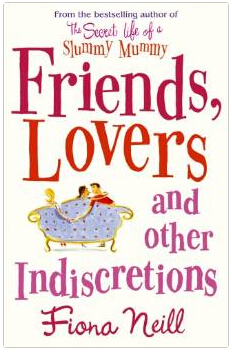 From the bestselling author of
The Secret life of a
Slummy Mummy
Friends,
Lovers
and
other
Indiscretions
Fiona Neill